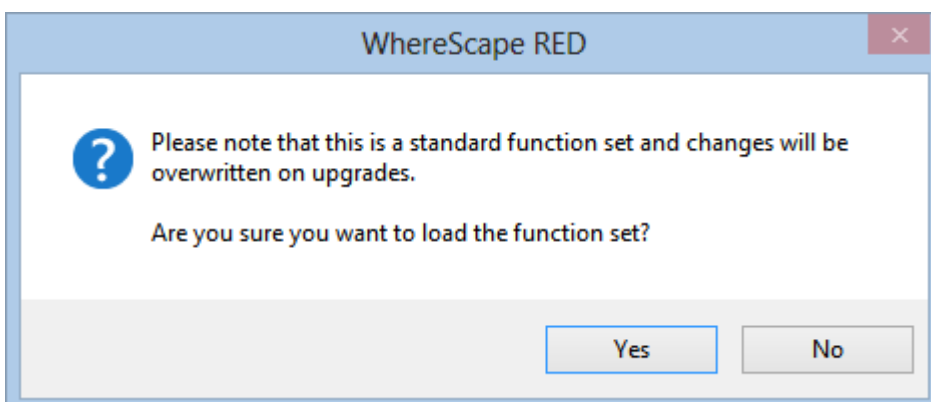 WhereScape RED
Please note that this is a standard function set and changes will be
overwritten on upgrades.
Are you sure you want to load the function set?
Yes No